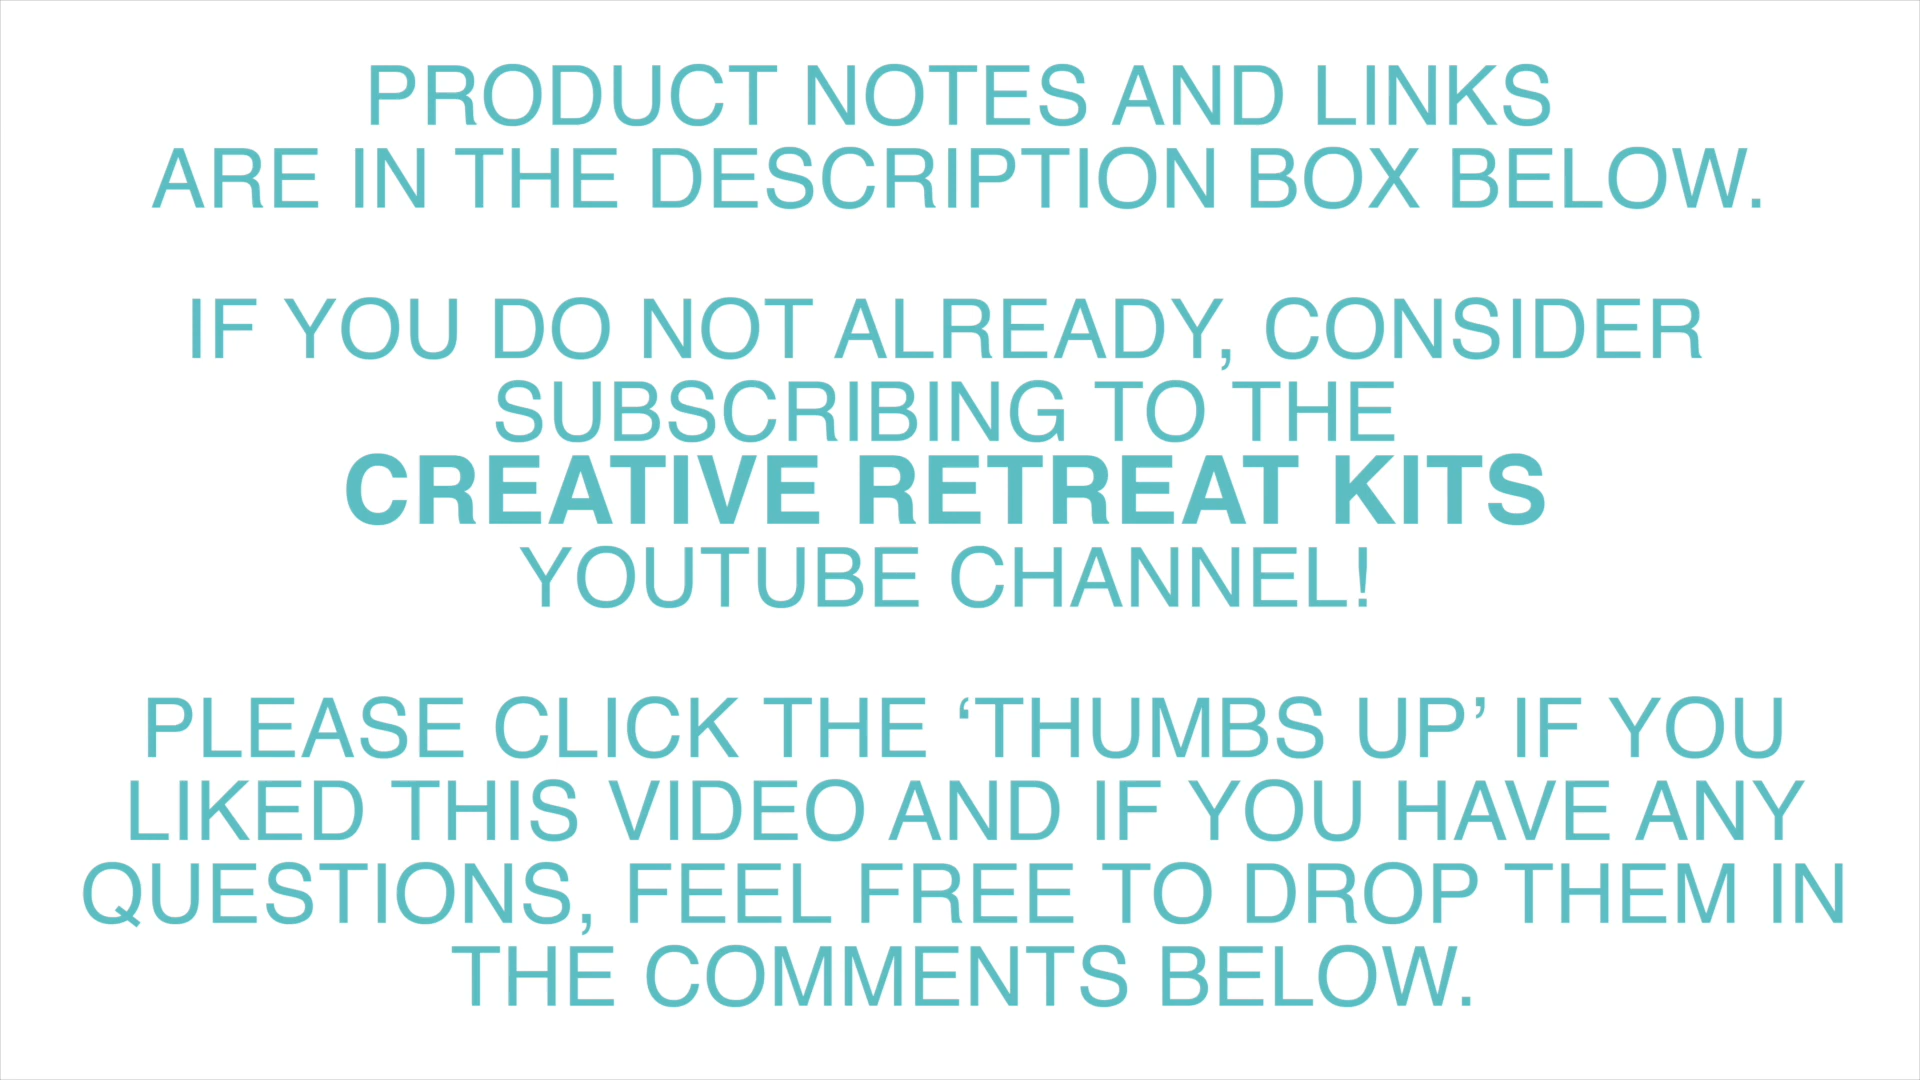 PRODUCT NOTES AND LINKS
ARE IN THE DESCRIPTION BOX BELOW.
IF YOU DO NOT ALREADY, CONSIDER
SUBSCRIBING TO THE
CREATIVE RETREAT KITS
YOUTUBE CHANNEL!
PLEASE CLICK THE ‘THUMBS UP’ IF YOU
LIKED THIS VIDEO AND IF YOU HAVE ANY
QUESTIONS, FEEL FREE TO DROP THEM IN
THE COMMENTS BELOW.